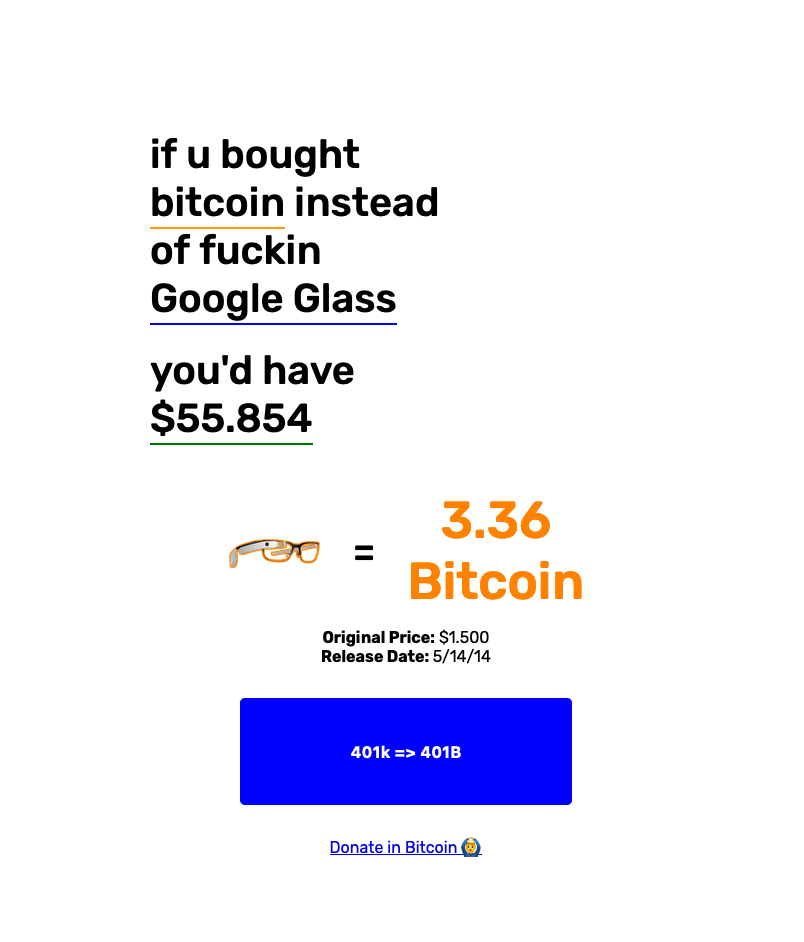 if u bought
bitcoin instead
of fuckin
Google Glass
you'd have
$55.854
=
3.36
Bitcoin
Original Price: $1.500
Release Date: 5/14/14
401k => 401B
Donate in Bitcoin 🙆‍♂️